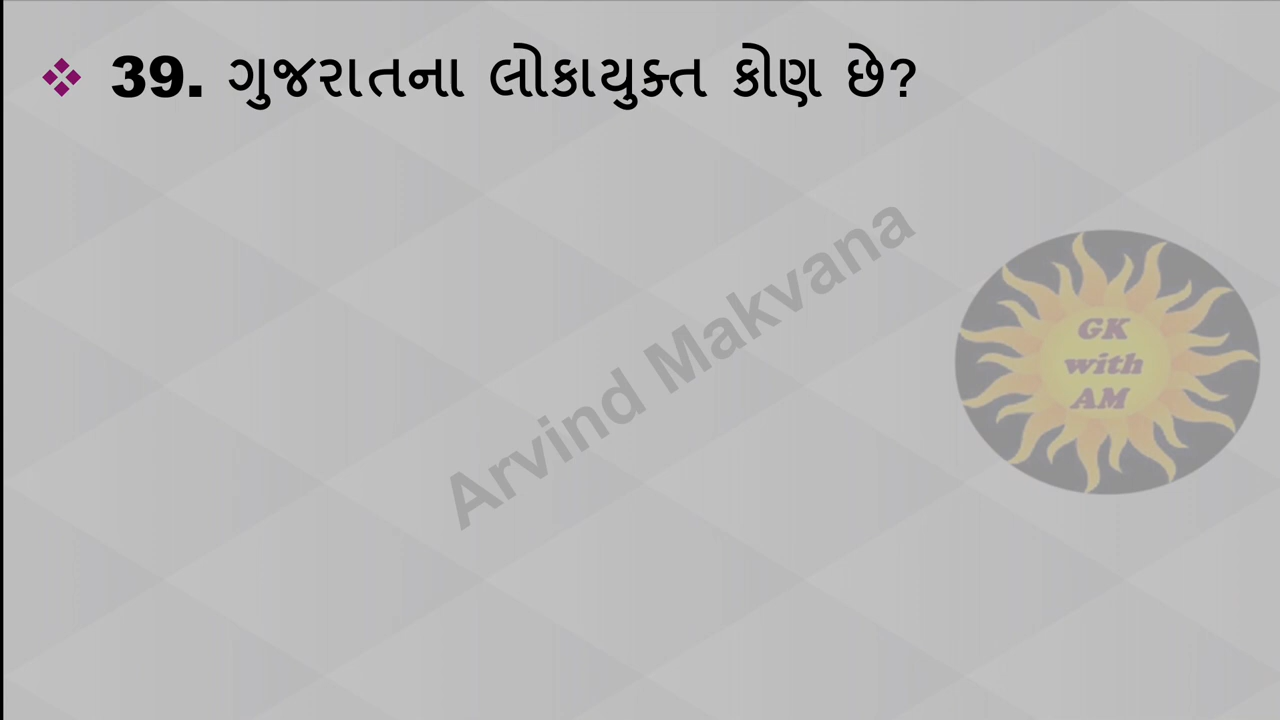 ❖ 39. ગુજરાતના લોકાયુક્ત કોણ છે?
Arvind Makvana
GK
with
AM